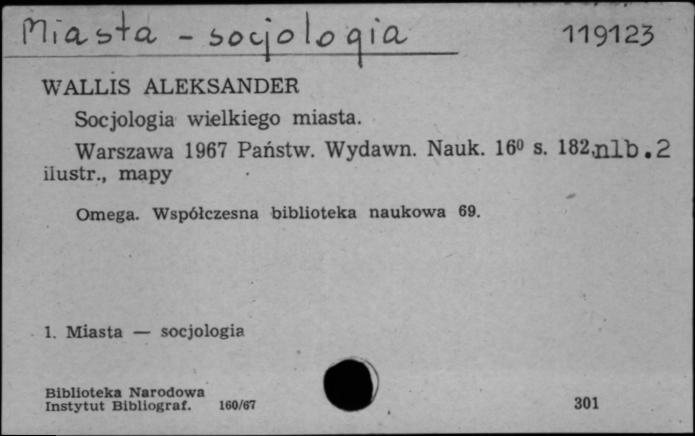 Miasta - socjologia 119123
WALLIS ALEKSANDER
Socjologia wielkiego miasta.
Warszawa 1967 Państw. Wydawn. Nauk. 16⁰ s. 182,nlb.2
ilustr., mapy
Omega. Współczesna biblioteka naukowa 69.
1. Miasta — socjologia
Biblioteka Narodowa
Instytut Bibliograf. 160/67 301